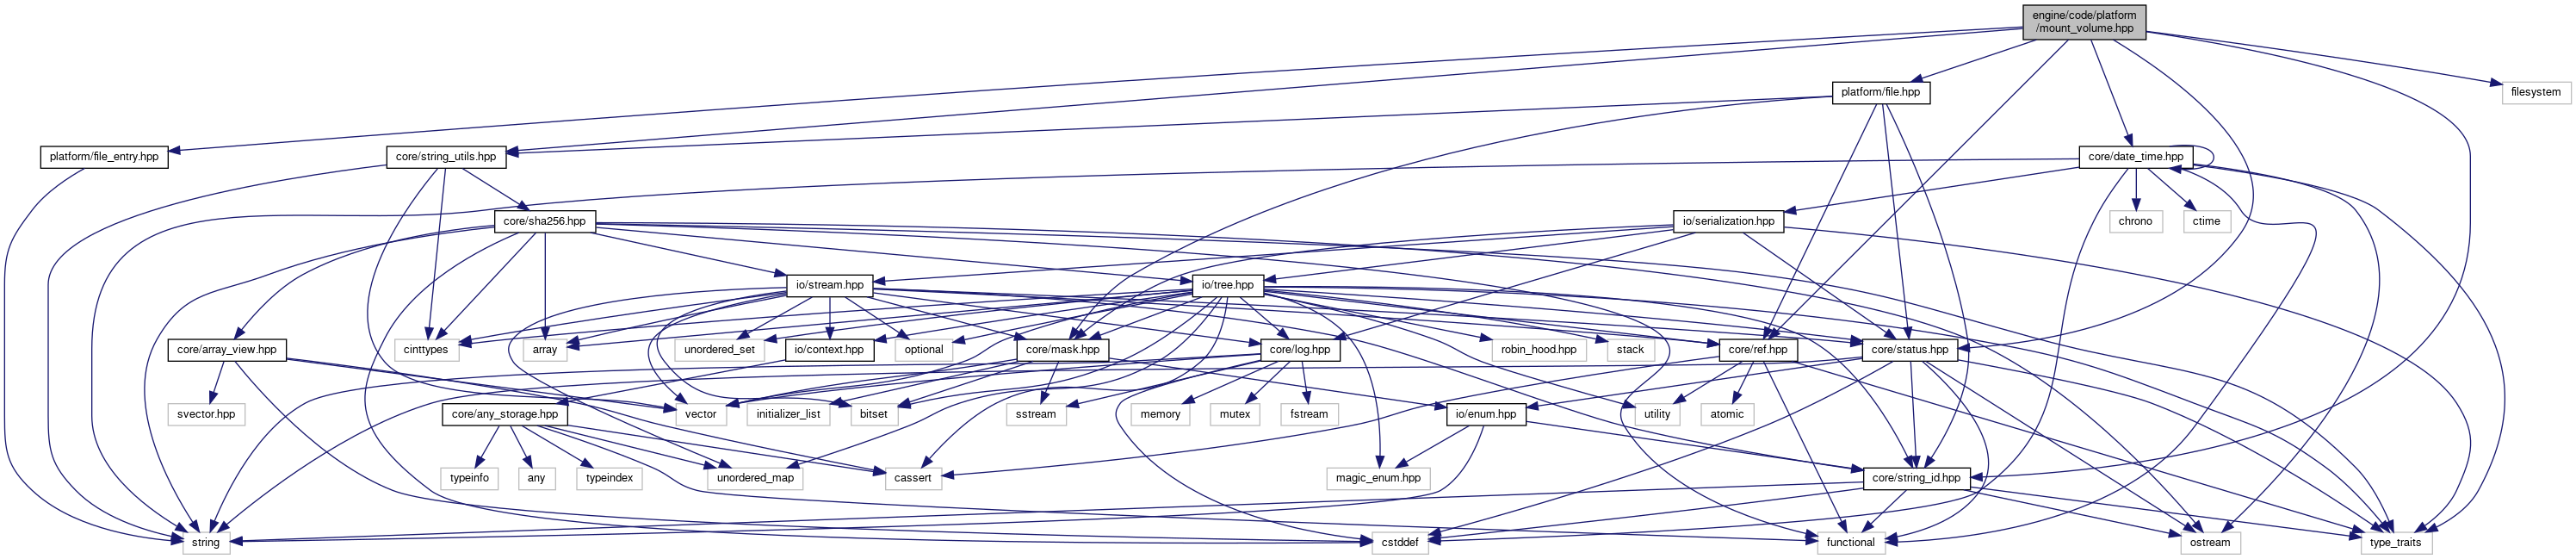 engine/code/platform
/mount_volume.hpp
platform/file.hpp
filesystem
platform/file_entry.hpp
core/string_utils.hpp
core/date_time.hpp
core/sha256.hpp
io/serialization.hpp
chrono
ctime
io/stream.hpp
io/tree.hpp
core/array_view.hpp
cinttypes
array
unordered_set
io/context.hpp
optional
core/mask.hpp
core/log.hpp
robin_hood.hpp
stack
core/ref.hpp
core/status.hpp
svector.hpp
core/any_storage.hpp
vector
initializer_list
bitset
sstream
memory
mutex
fstream
io/enum.hpp
utility
atomic
typeinfo
any
typeindex
unordered_map
cassert
magic_enum.hpp
core/string_id.hpp
string
cstddef
functional
ostream
type_traits